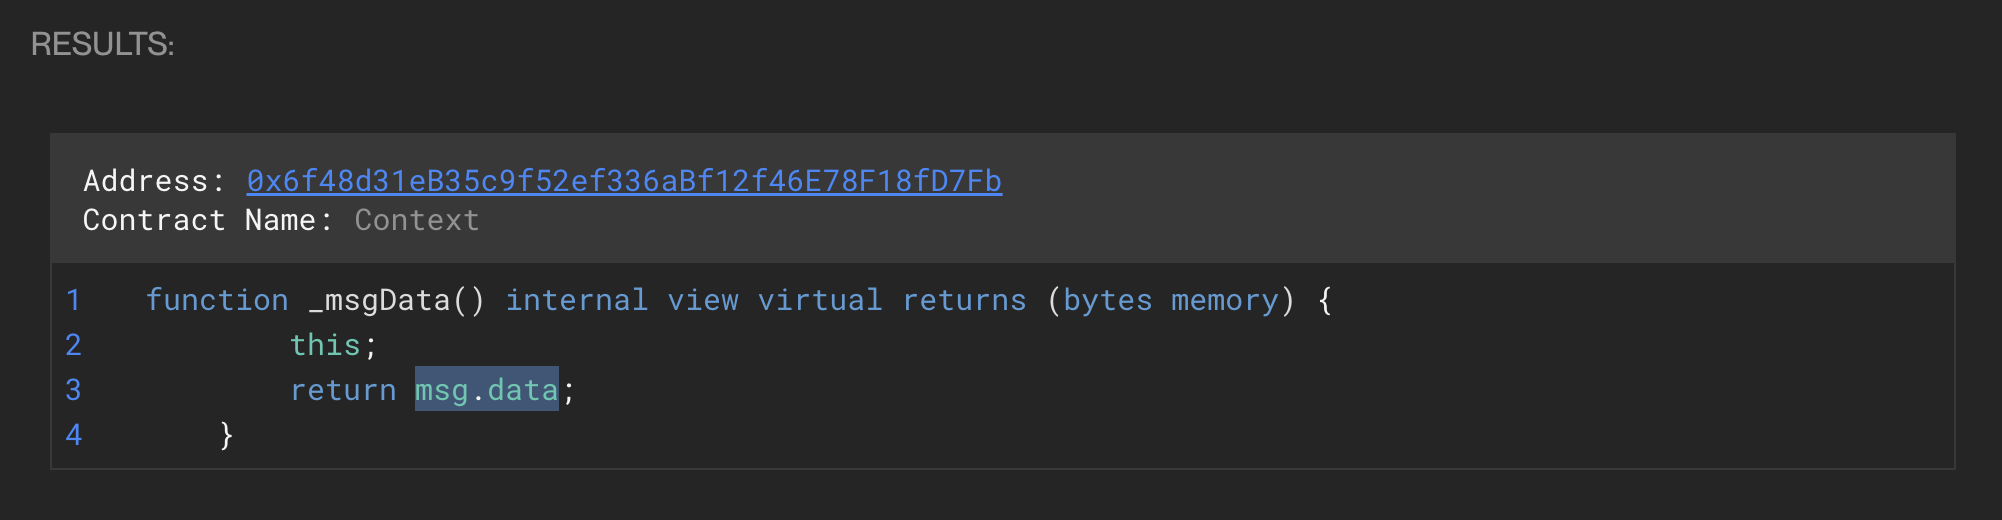 RESULTS:
Address: 0x6f48d31eB35c9f52ef336aBf12f46E78F18fD7Fb
Contract Name: Context
1 function _msgData() internal view virtual returns (bytes memory) {
2 this;
3 return msg.data;
4 }